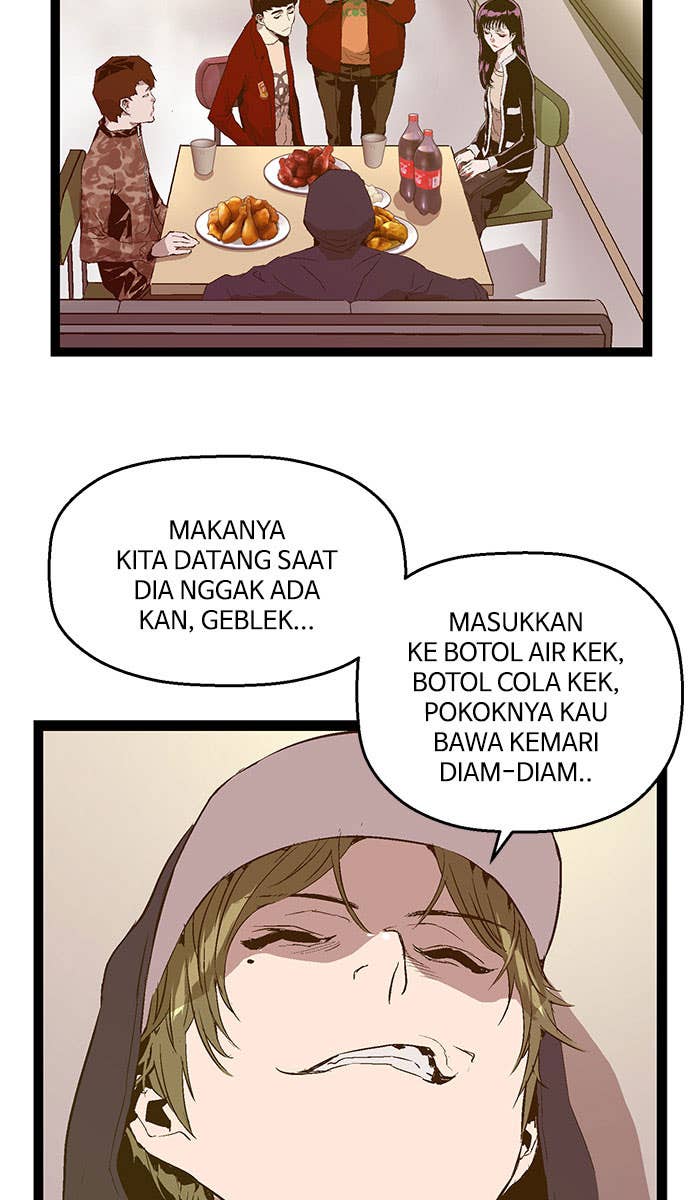 MAKANYA
KITA DATANG SAAT
DIA NGGAK ADA
KAN, GEBLEK...
MASUKKAN
KE BOTOL AIR KEK,
BOTOL COLA KEK,
POKOKNYA KAU
BAWA KEMARI
DIAM-DIAM..